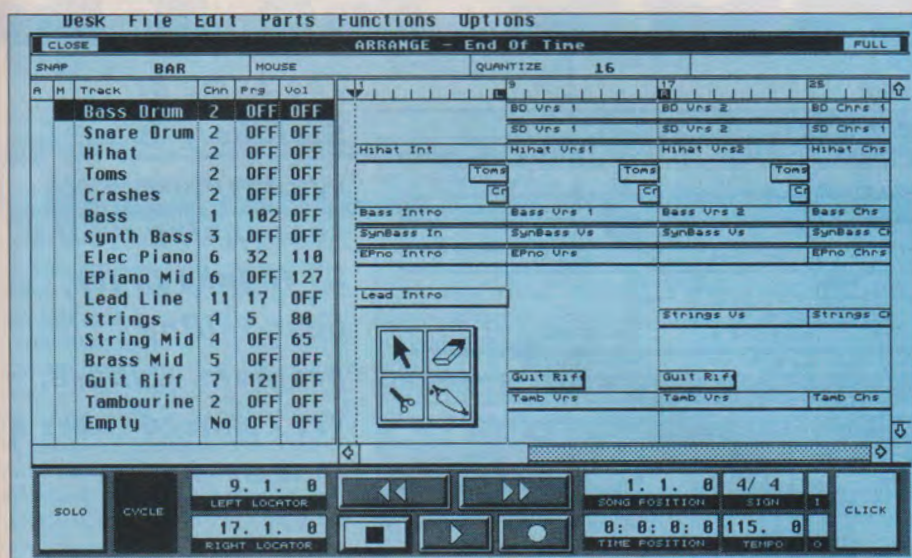 Desk File Edit Parts Functions Options
CLOSE ARRANGE - End Of Time FULL
SNAP BAR MOUSE QUANTIZE 16
A M Track Chn Prg Vol 1 9 17 25
L R
Bass Drum 2 OFF OFF BD Vrs 1 BD Vrs 2 BD Chrs 1
Snare Drum 2 OFF OFF SD Vrs 1 SD Vrs 2 SD Chrs 1
Hihat 2 OFF OFF Hihat Int Hihat Vrs1 Hihat Vrs2 Hihat Chs
Toms 2 OFF OFF Toms Toms Toms
Crashes 2 OFF OFF Cr Cr Cr
Bass 1 102 OFF Bass Intro Bass Vrs 1 Bass Vrs 2 Bass Chs
Synth Bass 3 OFF OFF SynBass In SynBass Vs SynBass Vs SynBass Ch
Elec Piano 6 32 110 EPno Intro EPno Vrs EPno Chrs
EPiano Mid 6 OFF 127
Lead Line 11 17 OFF Lead Intro
Strings 4 5 80 Strings Vs Strings Ch
String Mid 4 OFF 65
Brass Mid 5 OFF OFF
Guit Riff 7 121 OFF Guit Riff Guit Riff
Tambourine 2 OFF OFF Tamb Vrs Tamb Vrs Tamb Chs
Empty No OFF OFF
9. 1. 0 1. 1. 0 4/ 4
LEFT LOCATOR SONG POSITION SIGN I
SOLO CYCLE CLICK
17. 1. 0 0: 0: 0: 0 115. 0
RIGHT LOCATOR TIME POSITION TEMPO O